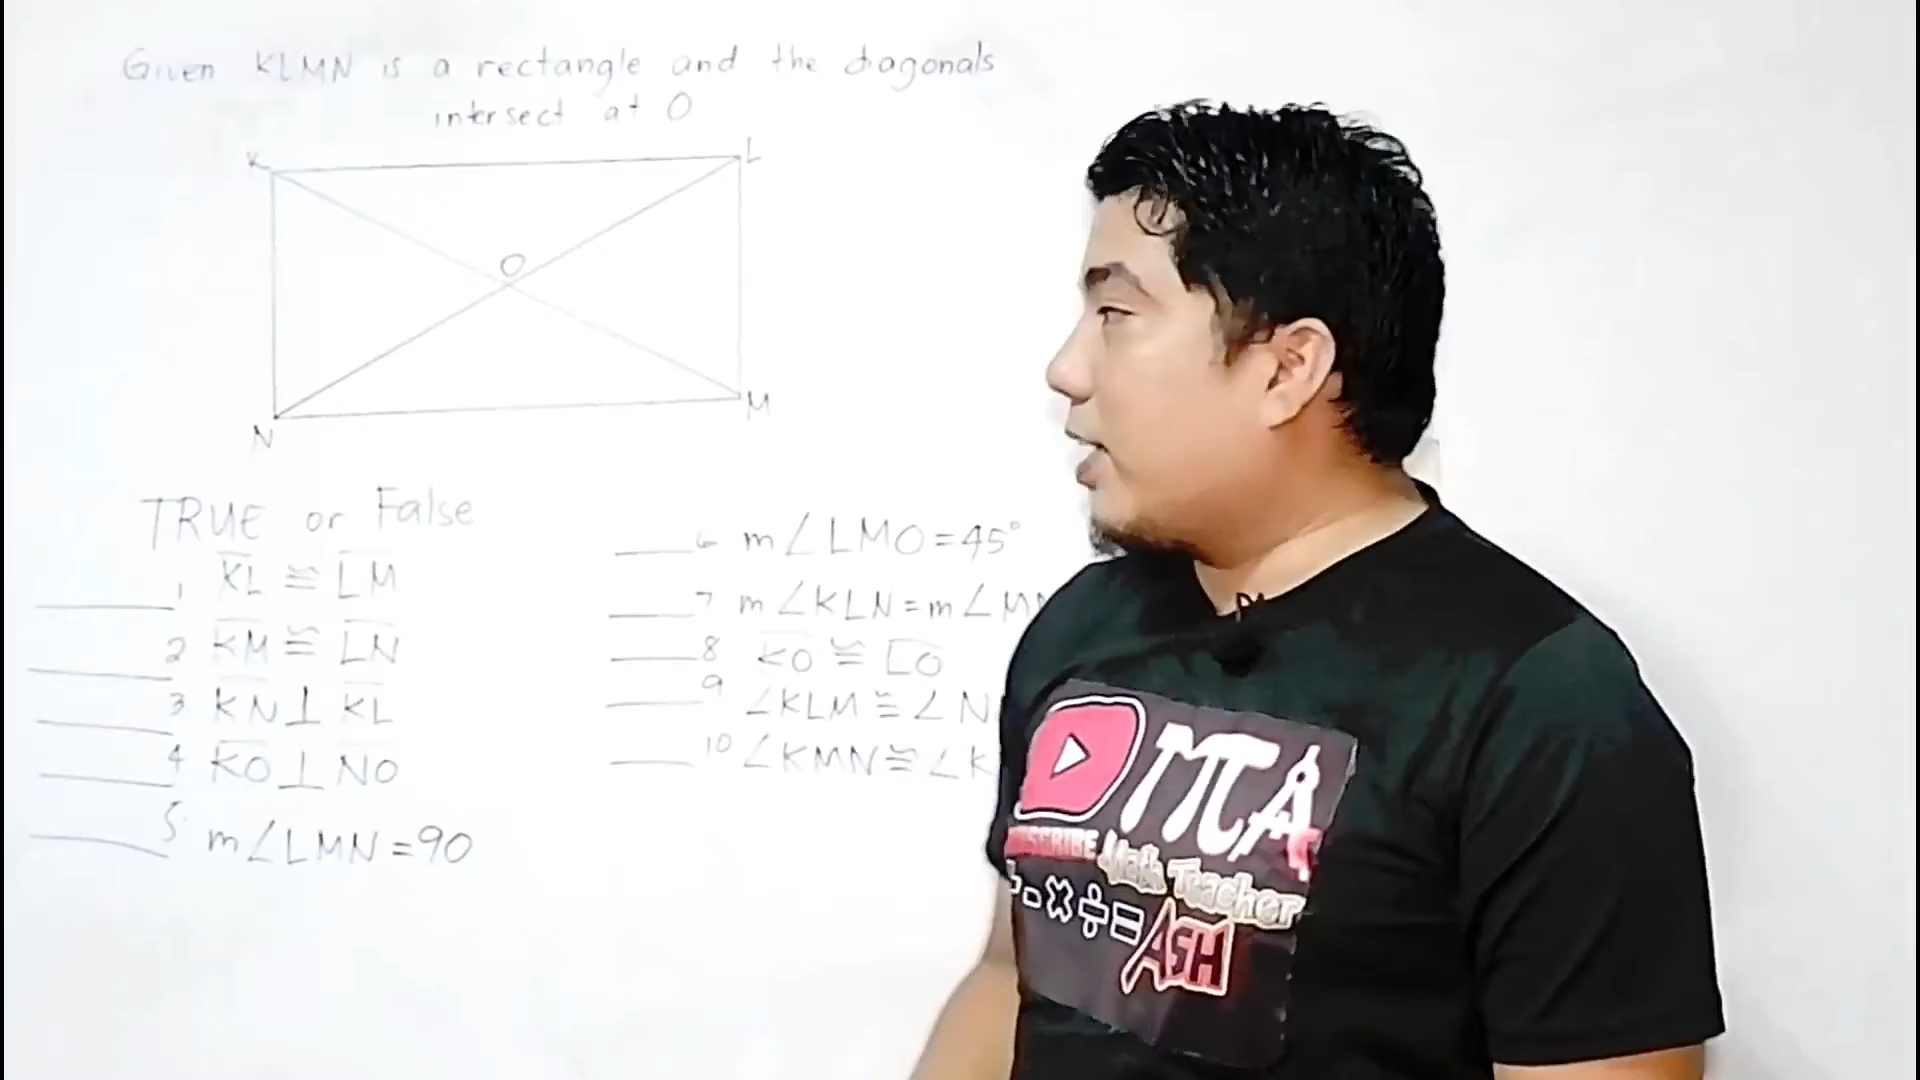 Given KLMN is a rectangle and the diagonals
intersect at O
K
L
O
M
N
TRUE or False
1 KL ≅ LM
2 KM ≅ LN
3 KN ⊥ KL
4 KO ⊥ NO
5. m∠LMN = 90
6 m∠LMO = 45°
7 m∠KLN = m∠M
8 KO ≅ LO
9 ∠KLM ≅ ∠N
10 ∠KMN ≅ ∠K
MπA
SUBSCRIBE Math Teacher
- × ÷ = ASH